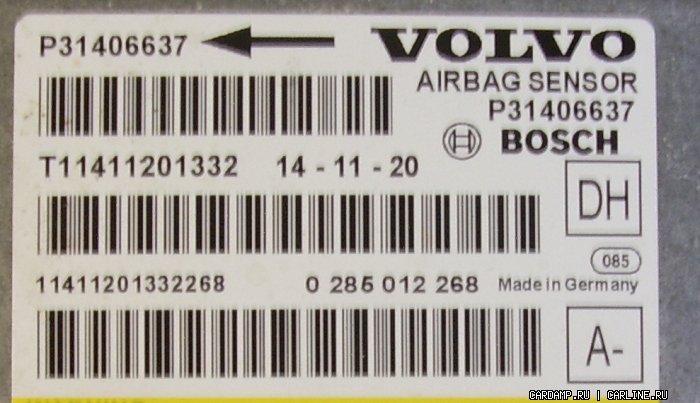 P31406637
VOLVO
AIRBAG SENSOR
P31406637
BOSCH
T11411201332 14 - 11 - 20
DH
085
11411201332268 0 285 012 268 Made in Germany
A-
CARDAMP.RU | CARLINE.RU